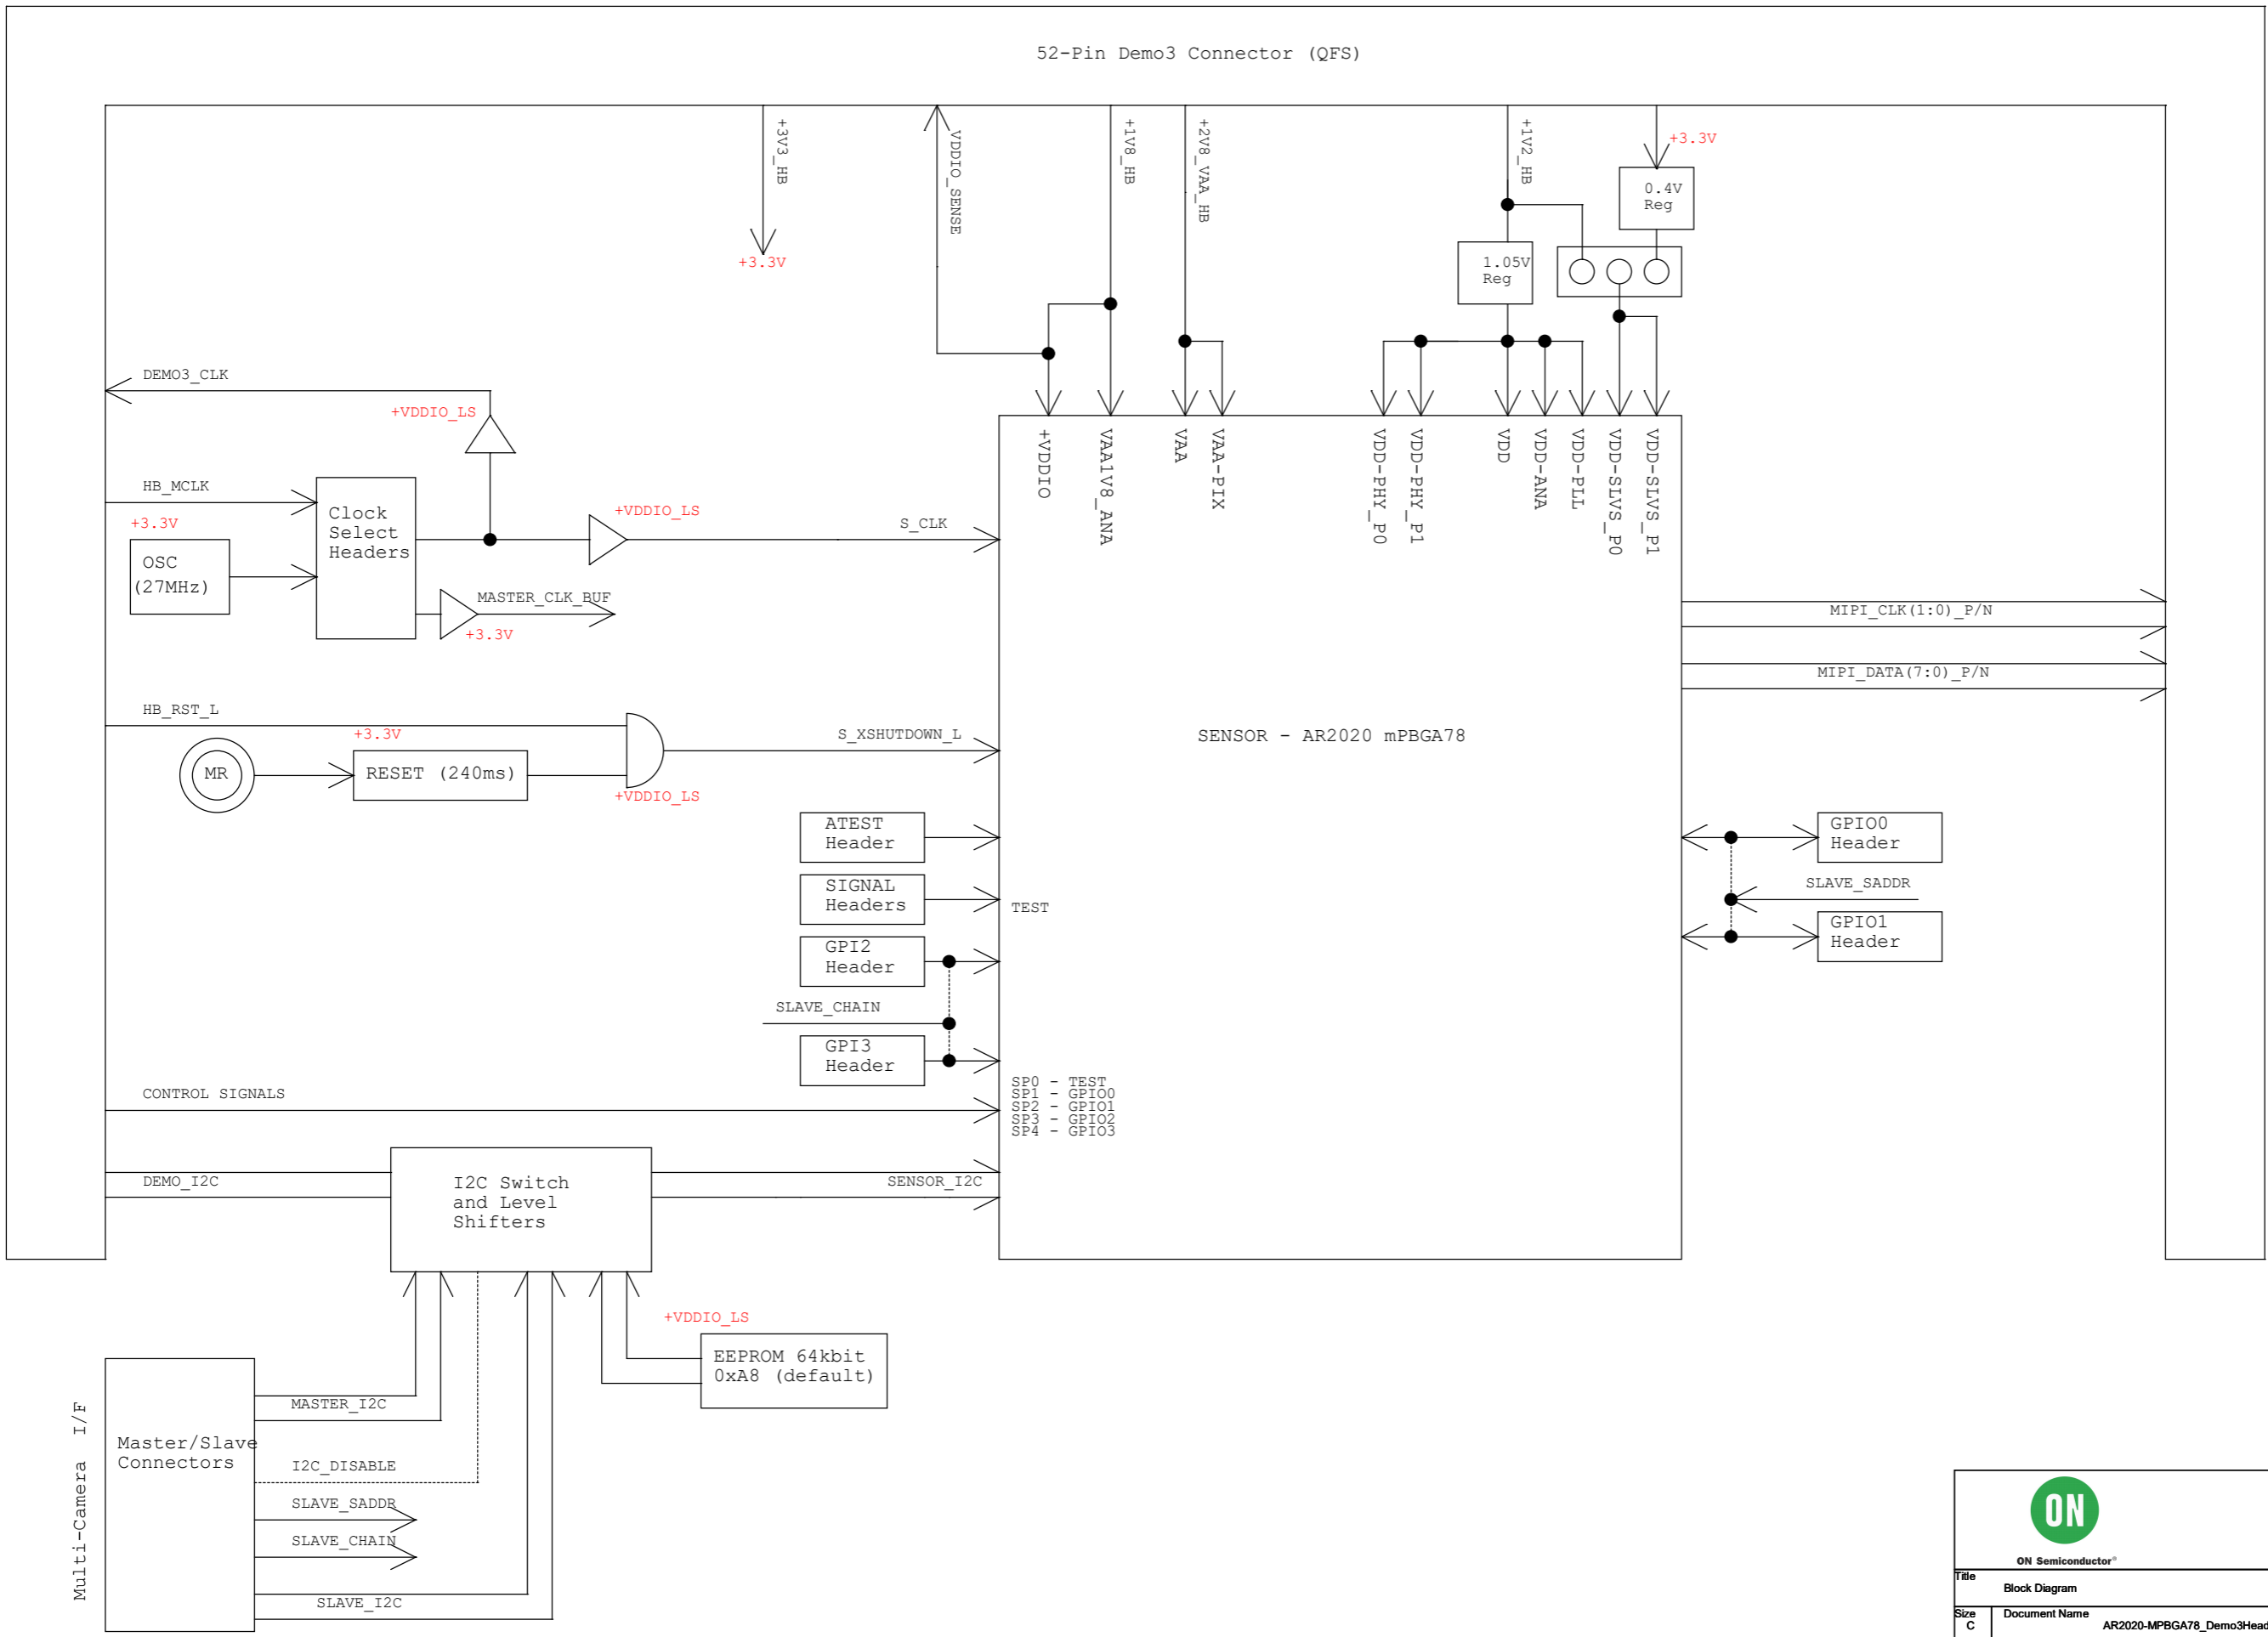 52-Pin Demo3 Connector (QFS)
+3V3_HB
VDDIO_SENSE
+1V8_HB
+2V8_VAA_HB
+1V2_HB
+3.3V
0.4V
Reg
+3.3V
1.05V
Reg
DEMO3_CLK
+VDDIO_LS
+VDDIO
VAA1V8_ANA
VAA
VAA-PIX
VDD-PHY_P0
VDD-PHY_P1
VDD
VDD-ANA
VDD-PLL
VDD-SLVS_P0
VDD-SLVS_P1
HB_MCLK
+3.3V
OSC
(27MHz)
Clock
Select
Headers
+VDDIO_LS
S_CLK
MASTER_CLK_BUF
+3.3V
MIPI_CLK(1:0)_P/N
MIPI_DATA(7:0)_P/N
HB_RST_L
+3.3V
MR
RESET (240ms)
+VDDIO_LS
S_XSHUTDOWN_L
SENSOR - AR2020 mPBGA78
ATEST
Header
SIGNAL
Headers
TEST
GPI2
Header
SLAVE_CHAIN
GPI3
Header
GPIO0
Header
SLAVE_SADDR
GPIO1
Header
CONTROL SIGNALS
SP0 - TEST
SP1 - GPIO0
SP2 - GPIO1
SP3 - GPIO2
SP4 - GPIO3
DEMO_I2C
I2C Switch
and Level
Shifters
SENSOR_I2C
+VDDIO_LS
EEPROM 64kbit
0xA8 (default)
Multi-Camera I/F
Master/Slave
Connectors
MASTER_I2C
I2C_DISABLE
SLAVE_SADDR
SLAVE_CHAIN
SLAVE_I2C
ON
ON Semiconductor®
Title
Block Diagram
Size
C
Document Name
AR2020-MPBGA78_Demo3Head